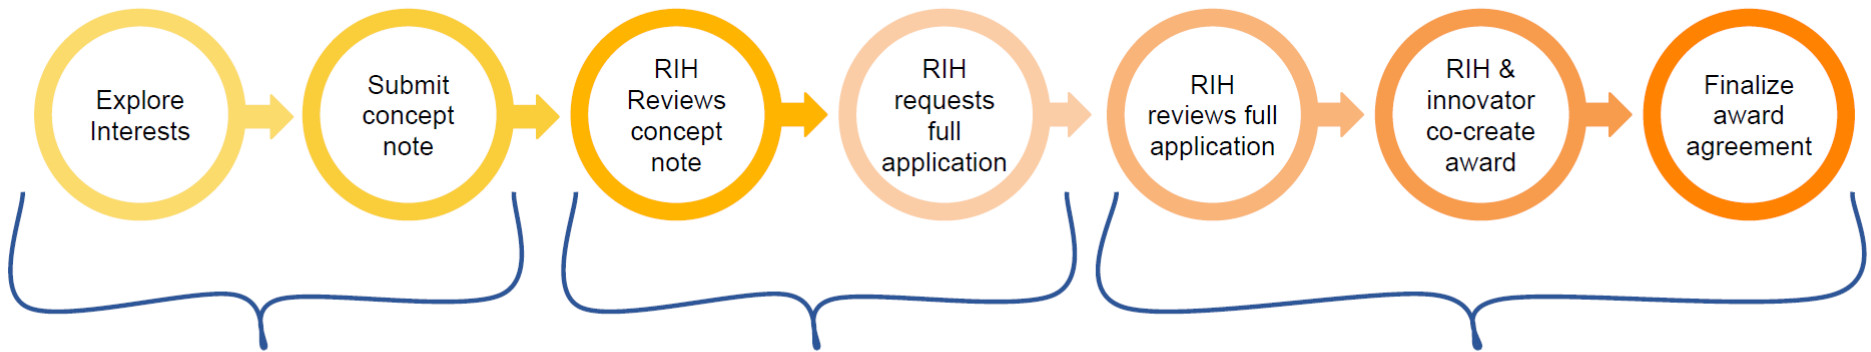 Explore
Interests
Submit
concept
note
RIH
Reviews
concept
note
RIH
requests
full
application
RIH
reviews full
application
RIH &
innovator
co-create
award
Finalize
award
agreement